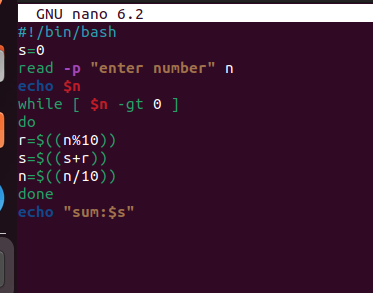 GNU nano 6.2
#!/bin/bash
s=0
read -p "enter number" n
echo $n
while [ $n -gt 0 ]
do
r=$((n%10))
s=$((s+r))
n=$((n/10))
done
echo "sum:$s"